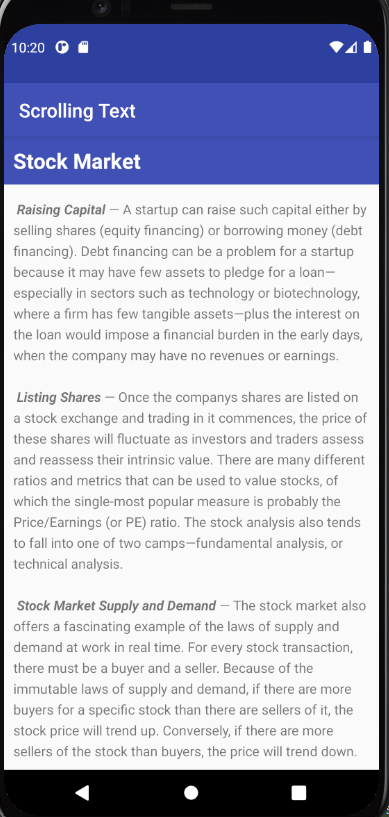 10:20
Scrolling Text
Stock Market
Raising Capital — A startup can raise such capital either by
selling shares (equity financing) or borrowing money (debt
financing). Debt financing can be a problem for a startup
because it may have few assets to pledge for a loan—
especially in sectors such as technology or biotechnology,
where a firm has few tangible assets—plus the interest on
the loan would impose a financial burden in the early days,
when the company may have no revenues or earnings.
Listing Shares — Once the companys shares are listed on
a stock exchange and trading in it commences, the price of
these shares will fluctuate as investors and traders assess
and reassess their intrinsic value. There are many different
ratios and metrics that can be used to value stocks, of
which the single-most popular measure is probably the
Price/Earnings (or PE) ratio. The stock analysis also tends
to fall into one of two camps—fundamental analysis, or
technical analysis.
Stock Market Supply and Demand — The stock market also
offers a fascinating example of the laws of supply and
demand at work in real time. For every stock transaction,
there must be a buyer and a seller. Because of the
immutable laws of supply and demand, if there are more
buyers for a specific stock than there are sellers of it, the
stock price will trend up. Conversely, if there are more
sellers of the stock than buyers, the price will trend down.